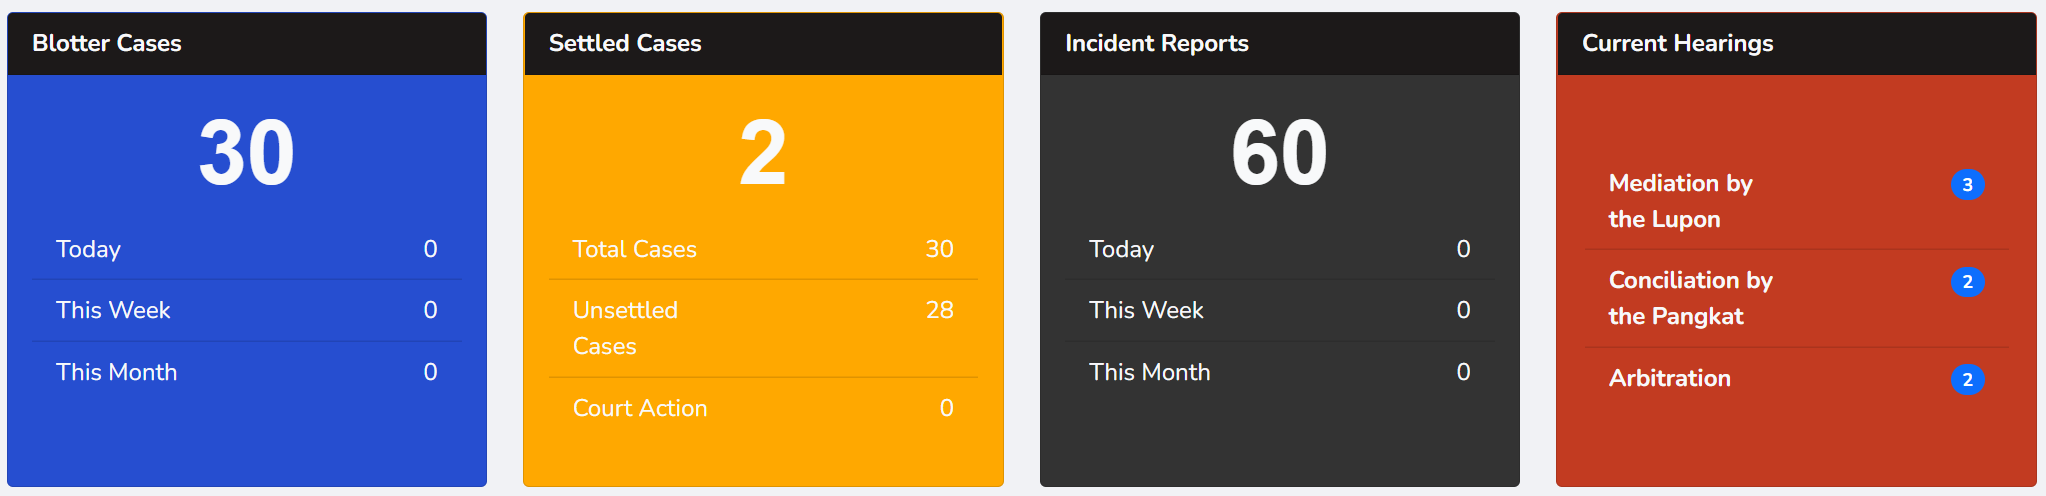 Blotter Cases
30
Today 0
This Week 0
This Month 0
Settled Cases
2
Total Cases 30
Unsettled 28
Cases
Court Action 0
Incident Reports
60
Today 0
This Week 0
This Month 0
Current Hearings
Mediation by 3
the Lupon
Conciliation by 2
the Pangkat
Arbitration 2